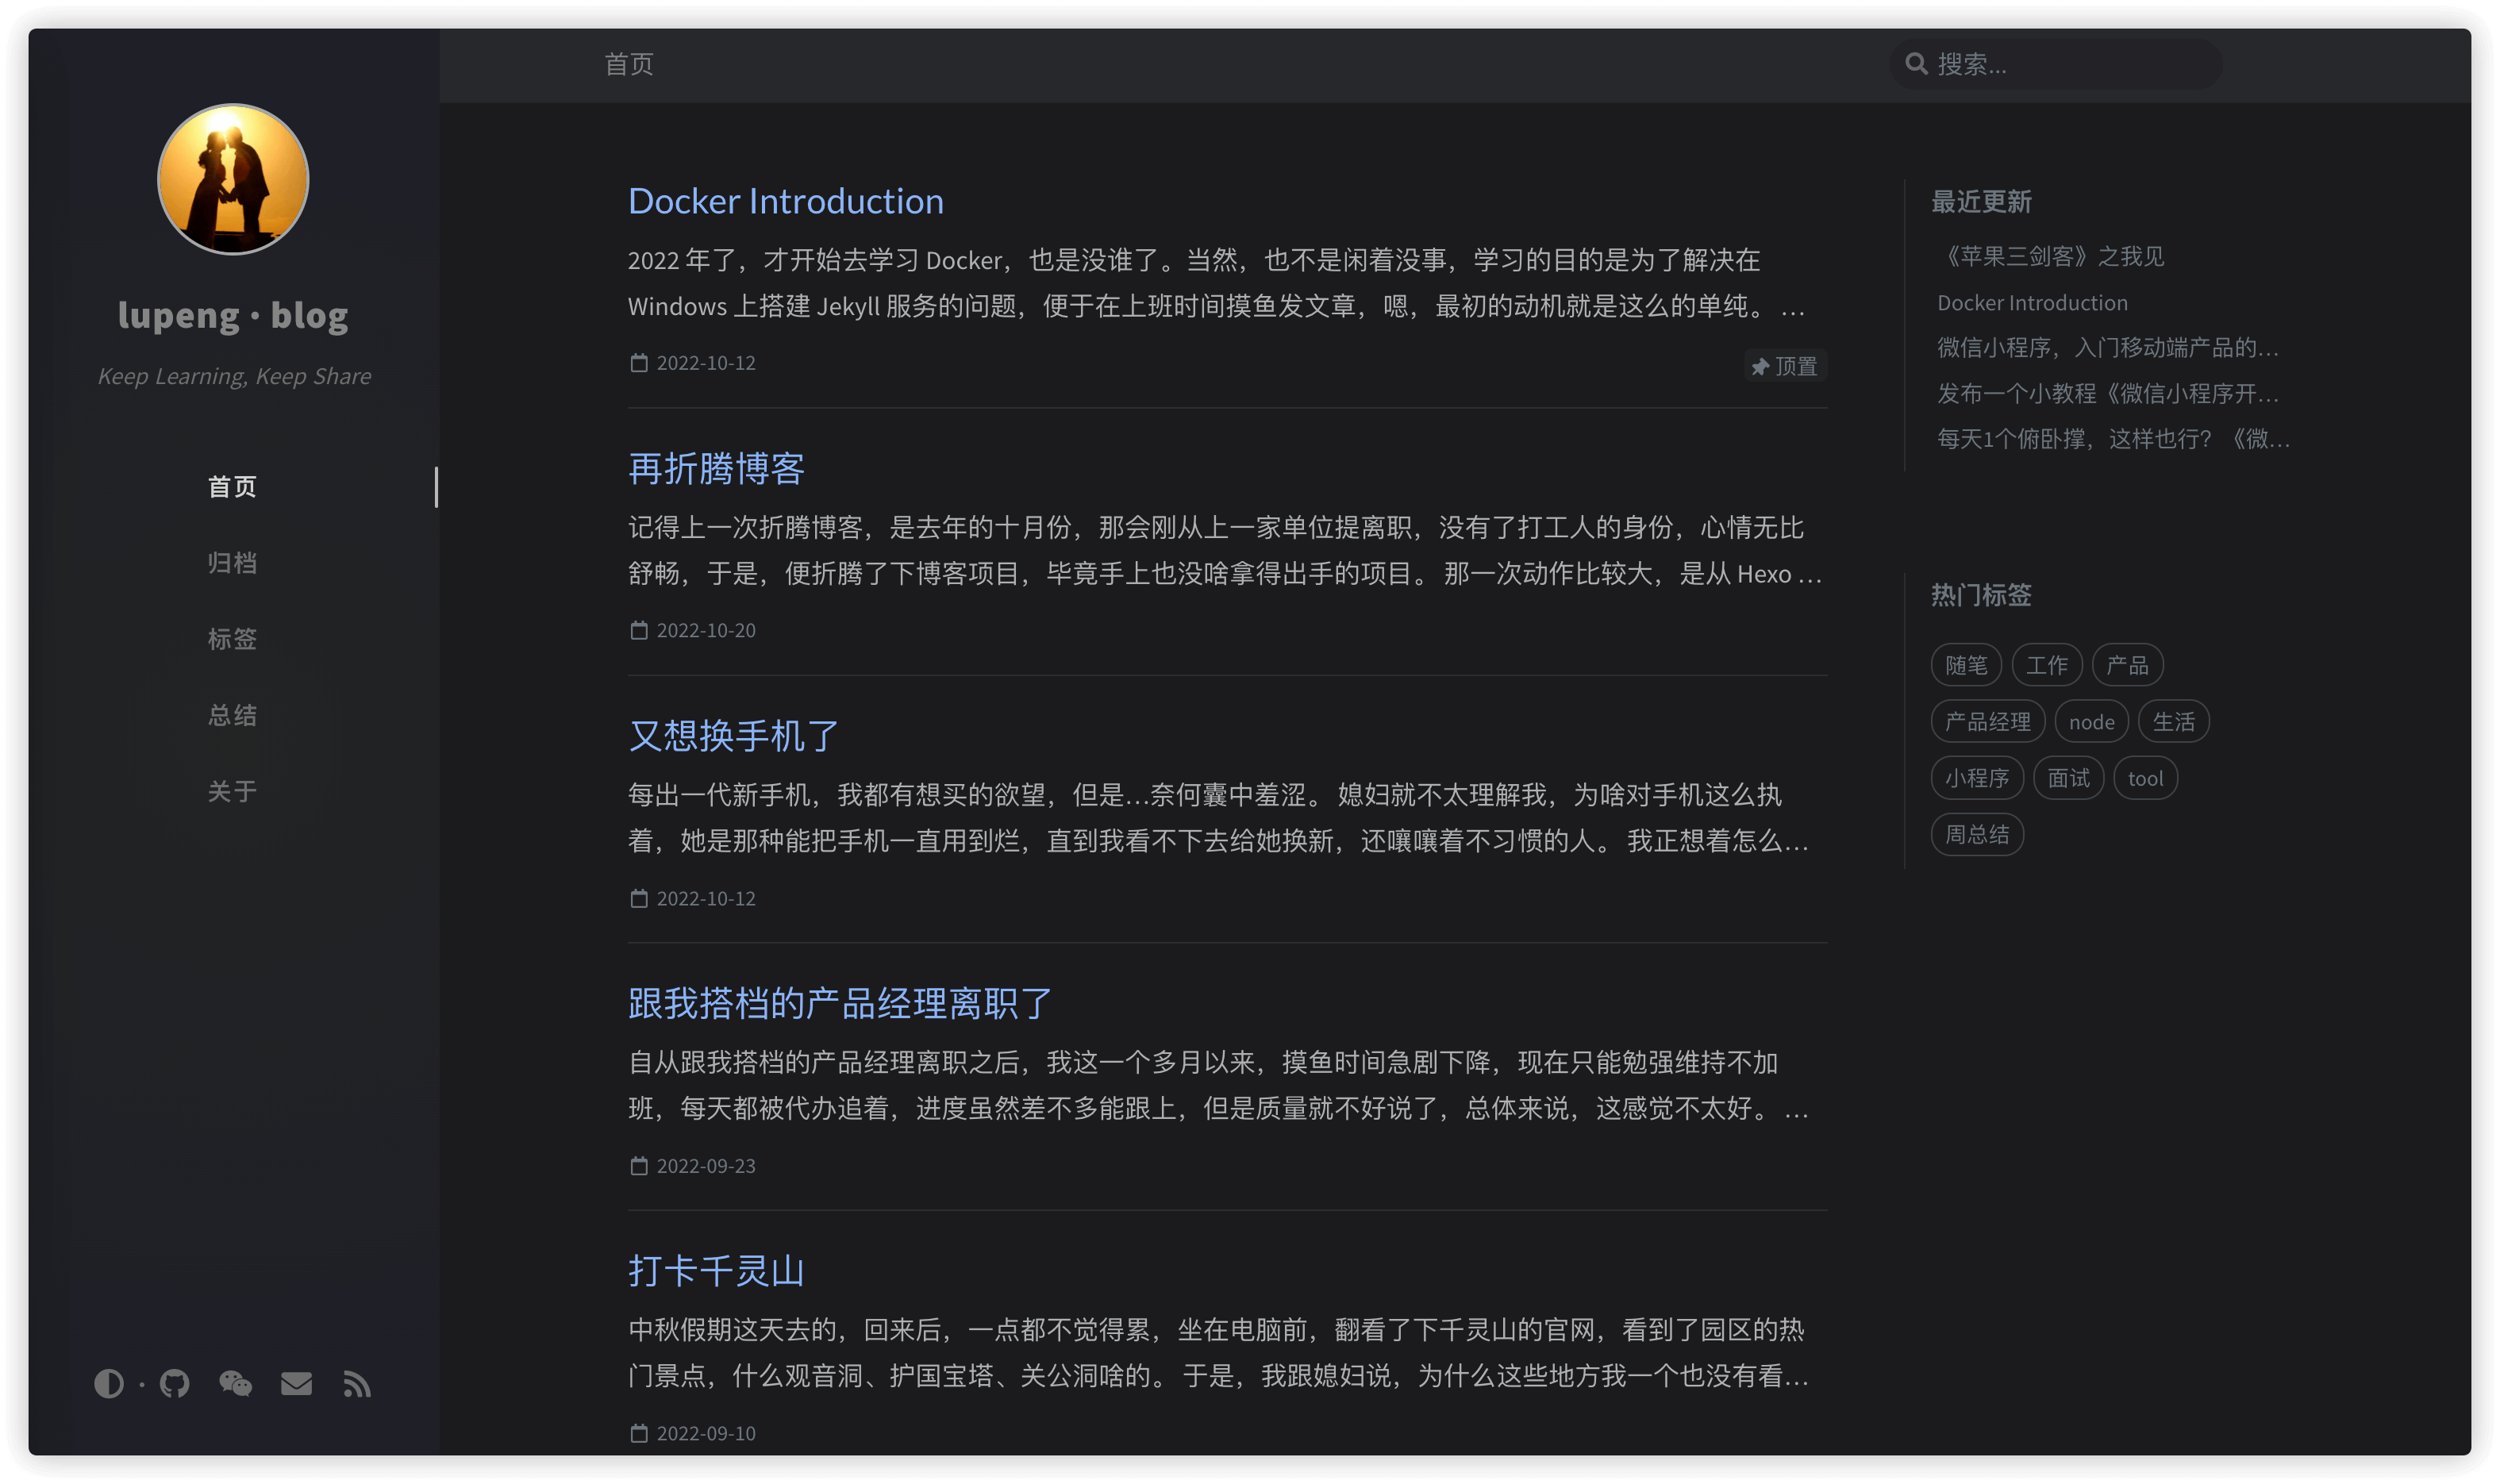 lupeng · blog
Keep Learning, Keep Share
首页
归档
标签
总结
关于
首页
搜索...
Docker Introduction
2022 年了，才开始去学习 Docker，也是没谁了。当然，也不是闲着没事，学习的目的是为了解决在
Windows 上搭建 Jekyll 服务的问题，便于在上班时间摸鱼发文章，嗯，最初的动机就是这么的单纯。 …
2022-10-12
顶置
再折腾博客
记得上一次折腾博客，是去年的十月份，那会刚从上一家单位提离职，没有了打工人的身份，心情无比
舒畅，于是，便折腾了下博客项目，毕竟手上也没啥拿得出手的项目。 那一次动作比较大，是从 Hexo …
2022-10-20
又想换手机了
每出一代新手机，我都有想买的欲望，但是…奈何囊中羞涩。 媳妇就不太理解我，为啥对手机这么执
着，她是那种能把手机一直用到烂，直到我看不下去给她换新，还嚷嚷着不习惯的人。 我正想着怎么…
2022-10-12
跟我搭档的产品经理离职了
自从跟我搭档的产品经理离职之后，我这一个多月以来，摸鱼时间急剧下降，现在只能勉强维持不加
班，每天都被代办追着，进度虽然差不多能跟上，但是质量就不好说了，总体来说，这感觉不太好。 …
2022-09-23
打卡千灵山
中秋假期这天去的，回来后，一点都不觉得累，坐在电脑前，翻看了下千灵山的官网，看到了园区的热
门景点，什么观音洞、护国宝塔、关公洞啥的。 于是，我跟媳妇说，为什么这些地方我一个也没有看…
2022-09-10
最近更新
《苹果三剑客》之我见
Docker Introduction
微信小程序，入门移动端产品的…
发布一个小教程《微信小程序开…
每天1个俯卧撑，这样也行？《微…
热门标签
随笔 工作 产品
产品经理 node 生活
小程序 面试 tool
周总结